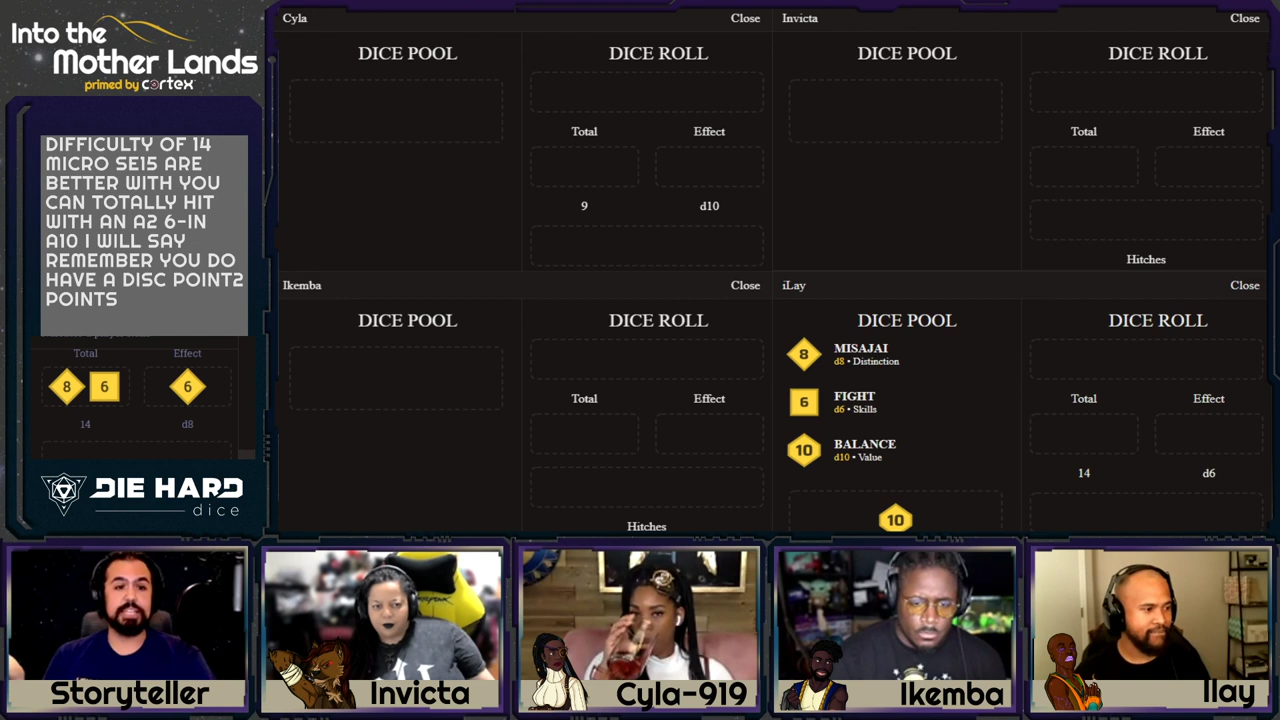 Into the
Mother Lands
primed by cortex
DIFFICULTY OF 14
MICRO SE15 ARE
BETTER WITH YOU
CAN TOTALLY HIT
WITH AN A2 6-IN
A10 I WILL SAY
REMEMBER YOU DO
HAVE A DISC POINT2
POINTS
Total Effect
8 6 6
14 d8
DIE HARD
dice
Cyla Close
DICE POOL DICE ROLL
Total Effect
9 d10
Invicta Close
DICE POOL DICE ROLL
Total Effect
Hitches
Ikemba Close
DICE POOL DICE ROLL
Total Effect
Hitches
iLay Close
DICE POOL DICE ROLL
8 MISAJAI
d8 • Distinction
6 FIGHT
d6 • Skills
10 BALANCE
d10 • Value
10
Total Effect
14 d6
Storyteller
Invicta
Cyla-919
Ikemba
Ilay